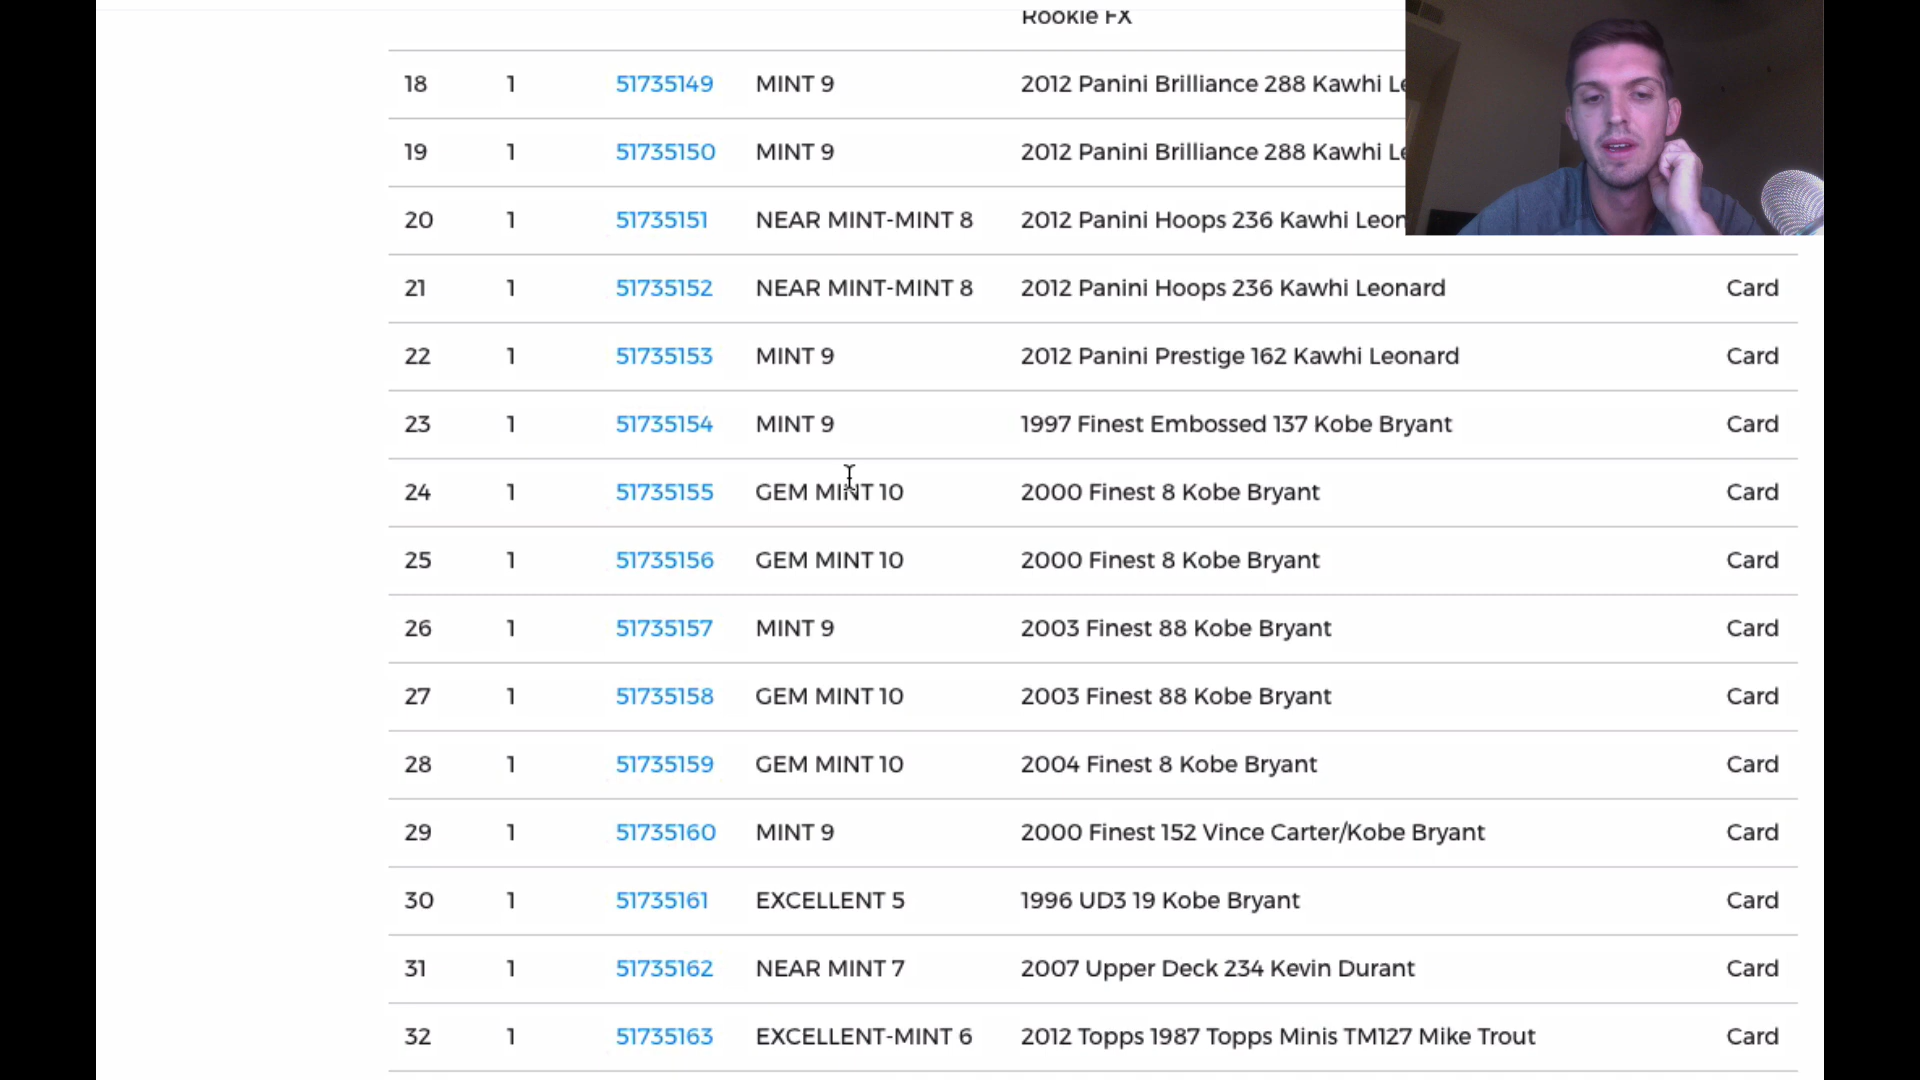 Rookie FX
18 1 51735149 MINT 9 2012 Panini Brilliance 288 Kawhi
19 1 51735150 MINT 9 2012 Panini Brilliance 288 Kawhi
20 1 51735151 NEAR MINT-MINT 8 2012 Panini Hoops 236 Kawhi
21 1 51735152 NEAR MINT-MINT 8 2012 Panini Hoops 236 Kawhi Leonard Card
22 1 51735153 MINT 9 2012 Panini Prestige 162 Kawhi Leonard Card
23 1 51735154 MINT 9 1997 Finest Embossed 137 Kobe Bryant Card
24 1 51735155 GEM MINT 10 2000 Finest 8 Kobe Bryant Card
25 1 51735156 GEM MINT 10 2000 Finest 8 Kobe Bryant Card
26 1 51735157 MINT 9 2003 Finest 88 Kobe Bryant Card
27 1 51735158 GEM MINT 10 2003 Finest 88 Kobe Bryant Card
28 1 51735159 GEM MINT 10 2004 Finest 8 Kobe Bryant Card
29 1 51735160 MINT 9 2000 Finest 152 Vince Carter/Kobe Bryant Card
30 1 51735161 EXCELLENT 5 1996 UD3 19 Kobe Bryant Card
31 1 51735162 NEAR MINT 7 2007 Upper Deck 234 Kevin Durant Card
32 1 51735163 EXCELLENT-MINT 6 2012 Topps 1987 Topps Minis TM127 Mike Trout Card